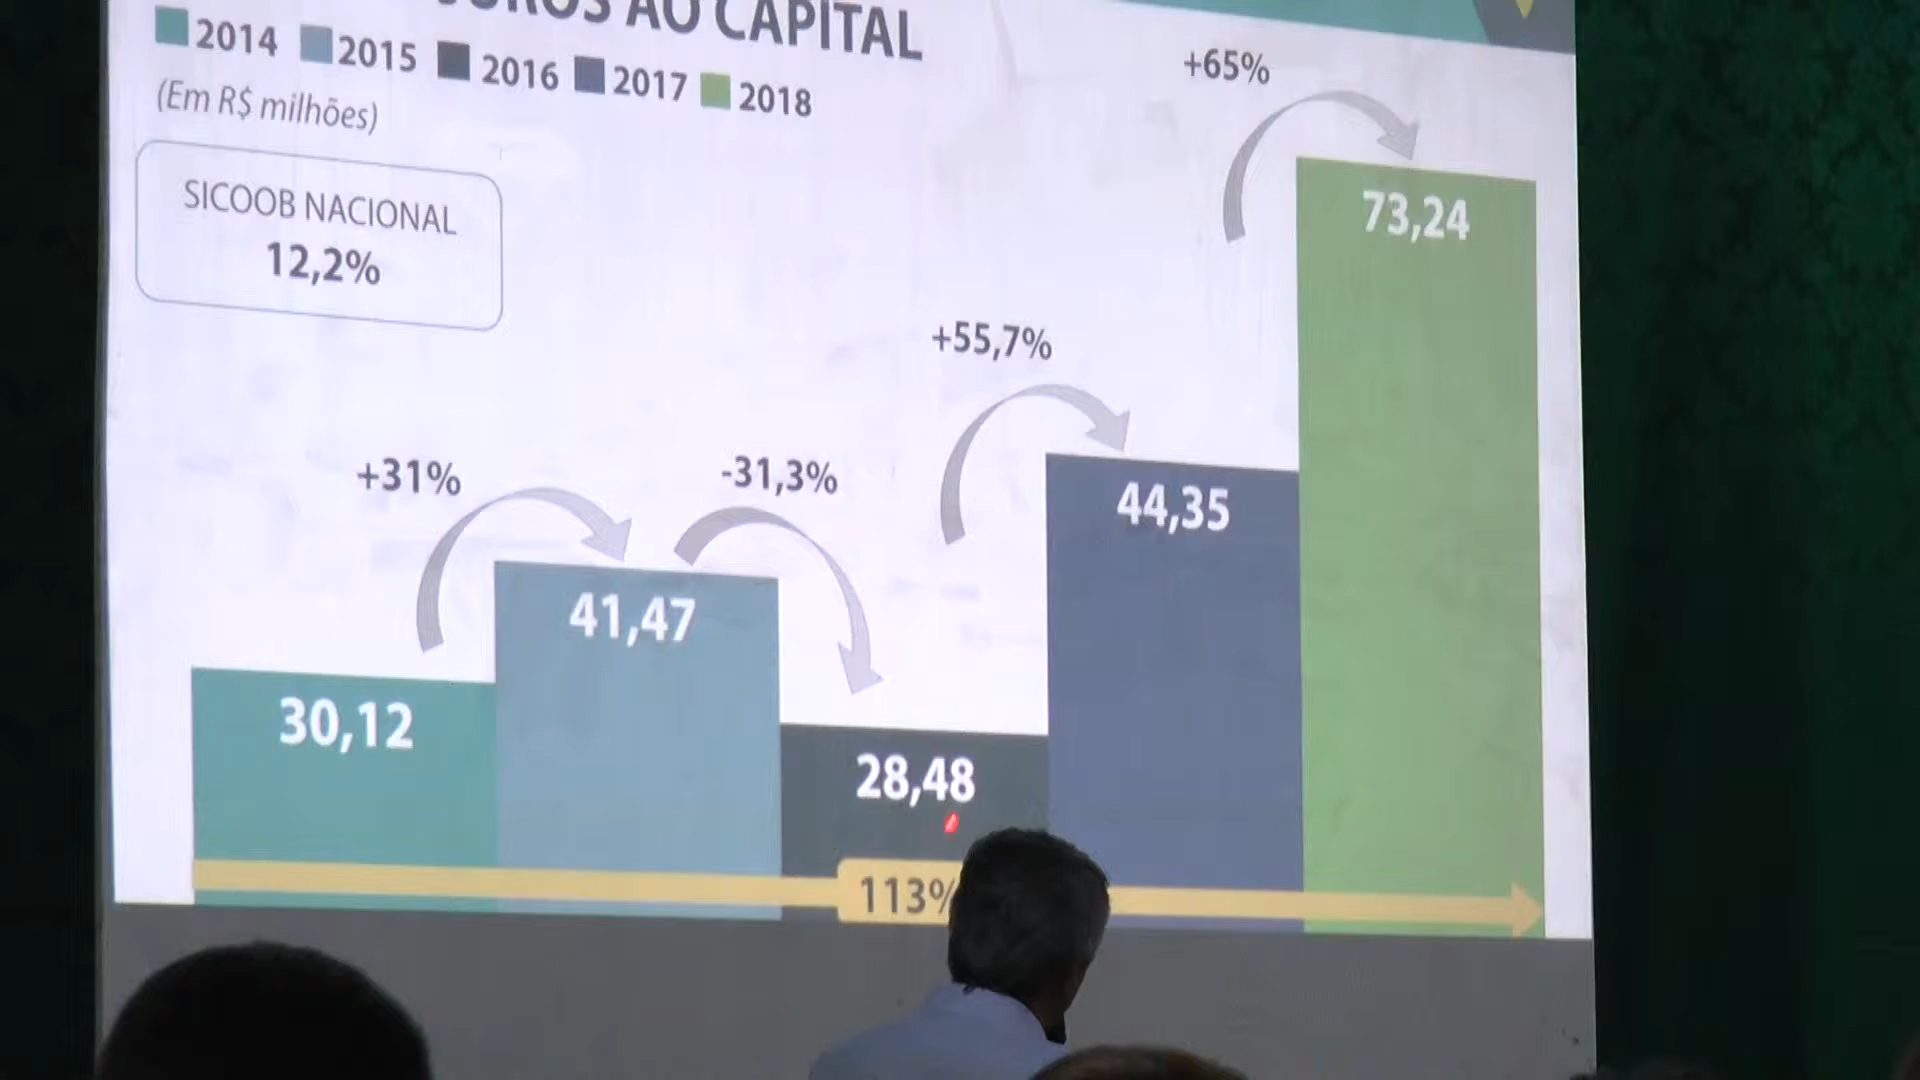 AO CAPITAL
2014 2015 2016 2017 2018
(Em R$ milhões)
SICOOB NACIONAL
12,2%
+31%
-31,3%
+55,7%
+65%
30,12
41,47
28,48
44,35
73,24
113%